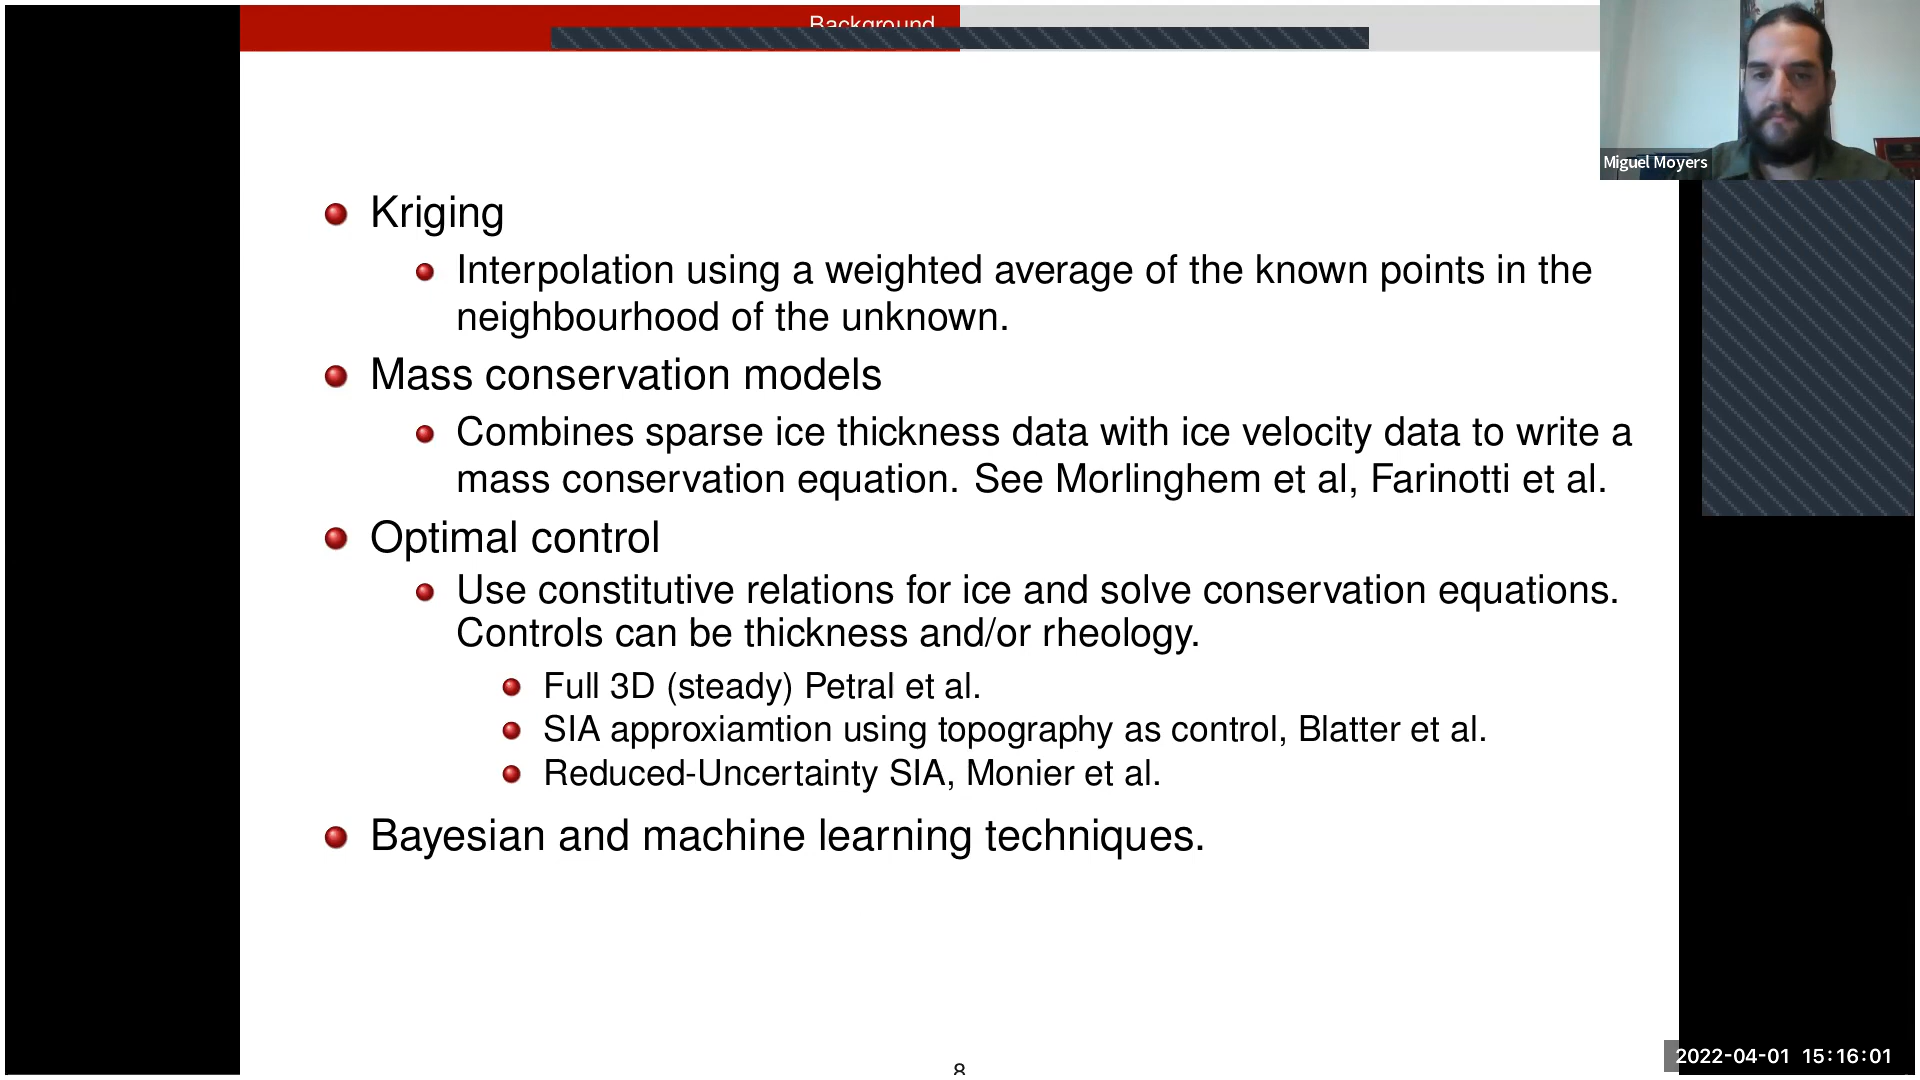 Background
Miguel Moyers
Kriging
Interpolation using a weighted average of the known points in the
neighbourhood of the unknown.
Mass conservation models
Combines sparse ice thickness data with ice velocity data to write a
mass conservation equation. See Morlinghem et al, Farinotti et al.
Optimal control
Use constitutive relations for ice and solve conservation equations.
Controls can be thickness and/or rheology.
Full 3D (steady) Petral et al.
SIA approxiamtion using topography as control, Blatter et al.
Reduced-Uncertainty SIA, Monier et al.
Bayesian and machine learning techniques.
8
2022-04-01 15:16:01